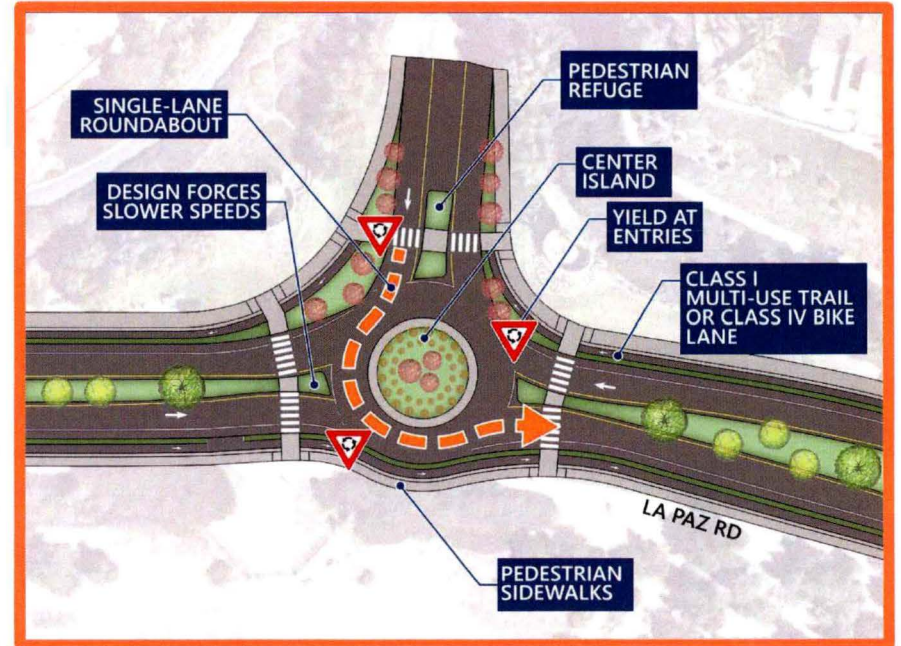 PEDESTRIAN
REFUGE
SINGLE-LANE
ROUNDABOUT
CENTER
ISLAND
DESIGN FORCES
SLOWER SPEEDS
YIELD AT
ENTRIES
CLASS I
MULTI-USE TRAIL
OR CLASS IV BIKE
LANE
LA PAZ RD
PEDESTRIAN
SIDEWALKS